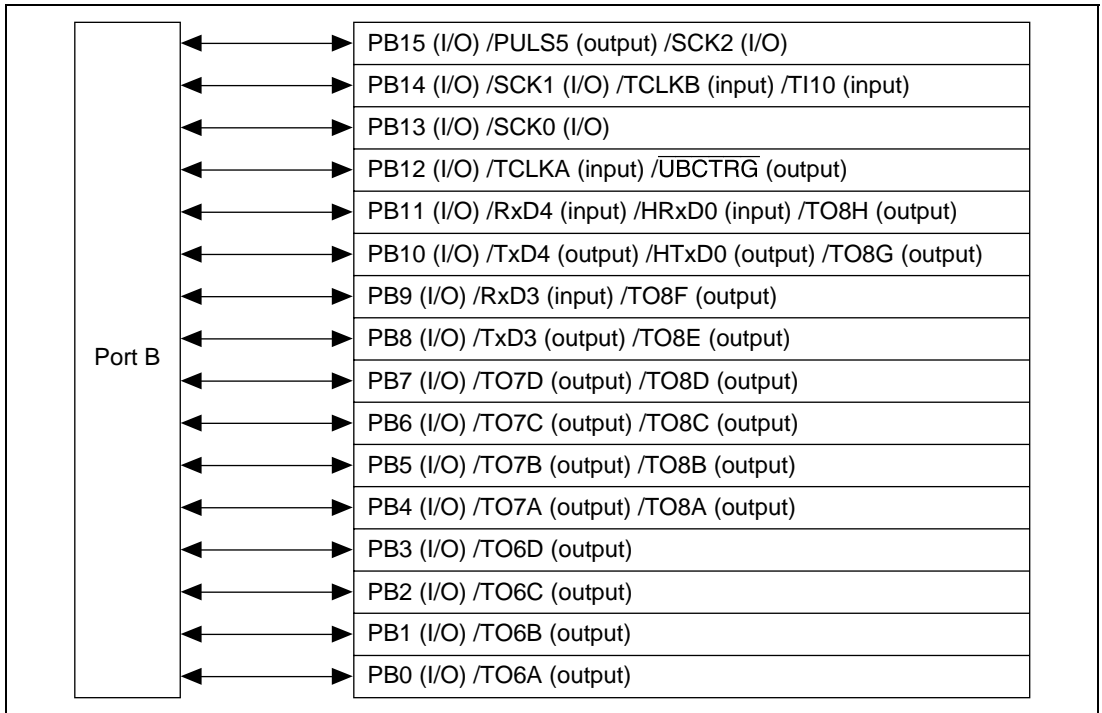 PB15 (I/O) /PULS5 (output) /SCK2 (I/O)
PB14 (I/O) /SCK1 (I/O) /TCLKB (input) /TI10 (input)
PB13 (I/O) /SCK0 (I/O)
PB12 (I/O) /TCLKA (input) /U̅B̅C̅T̅R̅G̅ (output)
PB11 (I/O) /RxD4 (input) /HRxD0 (input) /TO8H (output)
PB10 (I/O) /TxD4 (output) /HTxD0 (output) /TO8G (output)
PB9 (I/O) /RxD3 (input) /TO8F (output)
PB8 (I/O) /TxD3 (output) /TO8E (output)
Port B
PB7 (I/O) /TO7D (output) /TO8D (output)
PB6 (I/O) /TO7C (output) /TO8C (output)
PB5 (I/O) /TO7B (output) /TO8B (output)
PB4 (I/O) /TO7A (output) /TO8A (output)
PB3 (I/O) /TO6D (output)
PB2 (I/O) /TO6C (output)
PB1 (I/O) /TO6B (output)
PB0 (I/O) /TO6A (output)